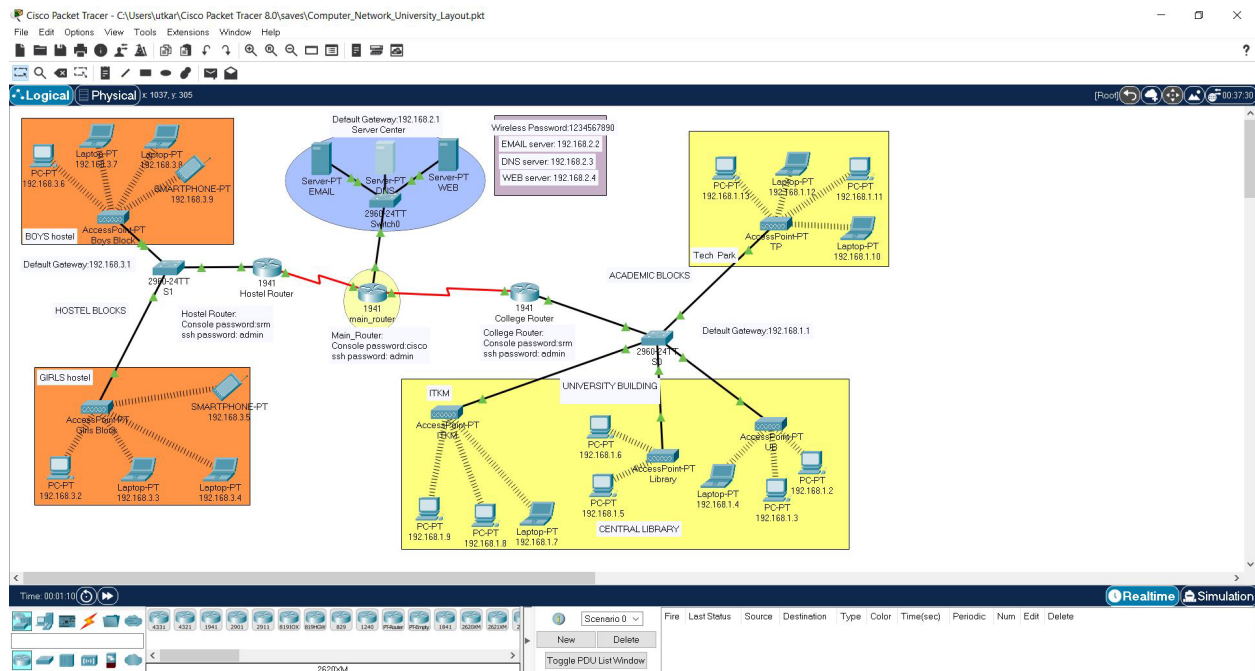 Cisco Packet Tracer - C:\Users\utkar\Cisco Packet Tracer 8.0\saves\Computer_Network_University_Layout.pkt
File Edit Options View Tools Extensions Window Help
?
Logical Physical x: 1037, y: 305
[Root] 00:37:30
Default Gateway:192.168.2.1
Server Center
Server-PT
EMAIL
Server-PT
DNS
Server-PT
WEB
2960-24TT
Switch0
Wireless Password:1234567890
EMAIL server: 192.168.2.2
DNS server: 192.168.2.3
WEB server: 192.168.2.4
PC-PT
192.168.3.6
Laptop-PT
192.168.3.7
Laptop-PT
192.168.3.8
SMARTPHONE-PT
192.168.3.9
AccessPoint-PT
Boys Block
BOYS hostel
PC-PT
192.168.1.13
Laptop-PT
192.168.1.12
PC-PT
192.168.1.11
Laptop-PT
192.168.1.10
AccessPoint-PT
TP
Tech Park
Default Gateway:192.168.3.1
2960-24TT
S1
1941
Hostel Router
HOSTEL BLOCKS
Hostel Router:
Console password:srm
ssh password: admin
1941
main_router
Main_Router:
Console password:cisco
ssh password: admin
1941
College Router
College Router:
Console password:srm
ssh password: admin
ACADEMIC BLOCKS
Default Gateway:192.168.1.1
2960-24TT
S0
GIRLS hostel
SMARTPHONE-PT
192.168.3.5
AccessPoint-PT
Girls Block
PC-PT
192.168.3.2
Laptop-PT
192.168.3.3
Laptop-PT
192.168.3.4
UNIVERSITY BUILDING
ITKM
AccessPoint-PT
ITKM
PC-PT
192.168.1.9
PC-PT
192.168.1.8
Laptop-PT
192.168.1.7
PC-PT
192.168.1.6
AccessPoint-PT
Library
PC-PT
192.168.1.5
CENTRAL LIBRARY
AccessPoint-PT
UB
Laptop-PT
192.168.1.4
PC-PT
192.168.1.3
PC-PT
192.168.1.2
Time: 00:01:10
Realtime Simulation
4331 4321 1941 2901 2911 819IOX 819HGW 829 1240 PT-Router PT-Empty 1841 2620XM 2621XM
2620XM
Scenario 0
New Delete
Toggle PDU List Window
Fire Last Status Source Destination Type Color Time(sec) Periodic Num Edit Delete